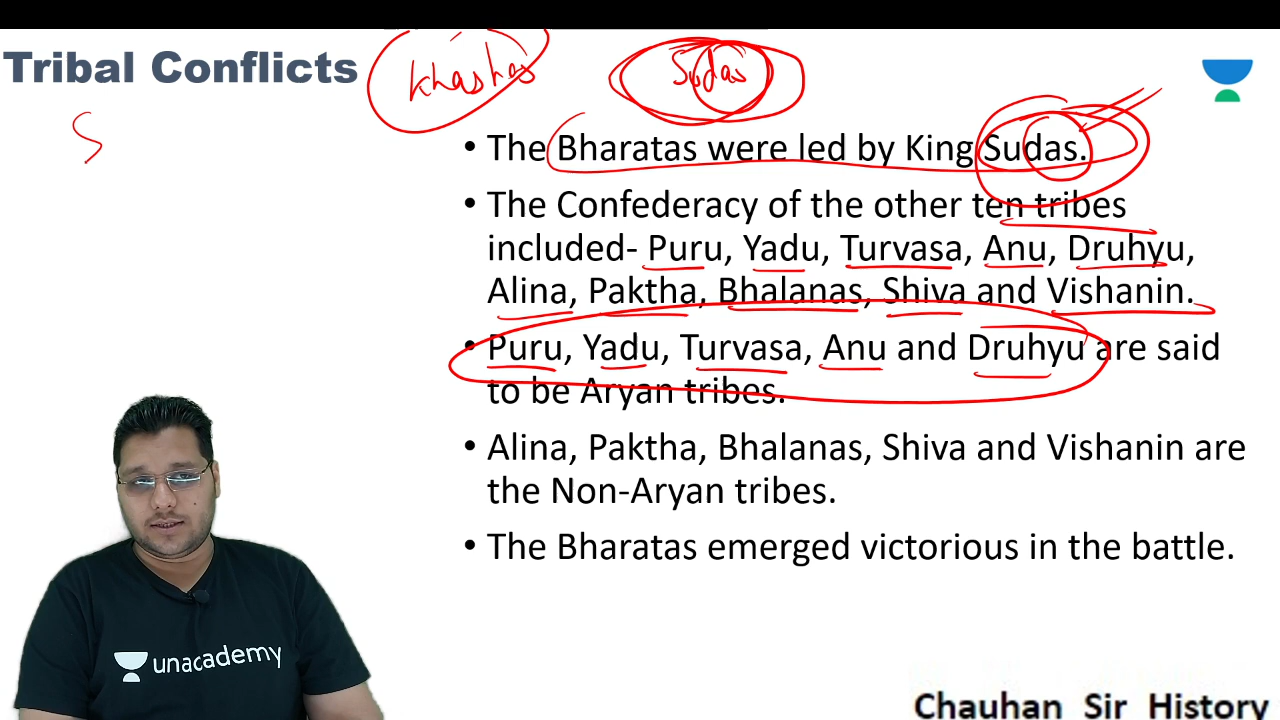 Tribal Conflicts
Khashas
Sudas
S
• The Bharatas were led by King Sudas.
• The Confederacy of the other ten tribes
included- Puru, Yadu, Turvasa, Anu, Druhyu,
Alina, Paktha, Bhalanas, Shiva and Vishanin.
• Puru, Yadu, Turvasa, Anu and Druhyu are said
to be Aryan tribes.
• Alina, Paktha, Bhalanas, Shiva and Vishanin are
the Non-Aryan tribes.
• The Bharatas emerged victorious in the battle.
unacademy
Chauhan Sir History